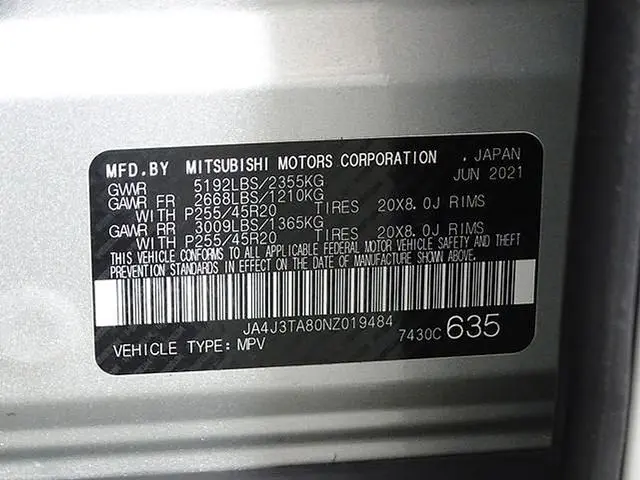 MFD.BY MITSUBISHI MOTORS CORPORATION , JAPAN
GVWR 5192LBS/2355KG JUN 2021
GAWR FR 2668LBS/1210KG
WITH P255/45R20 TIRES 20X8.0J RIMS
GAWR RR 3009LBS/1365KG
WITH P255/45R20 TIRES 20X8.0J RIMS
THIS VEHICLE CONFORMS TO ALL APPLICABLE FEDERAL MOTOR VEHICLE SAFETY AND THEFT
PREVENTION STANDARDS IN EFFECT ON THE DATE OF MANUFACTURE SHOWN ABOVE.
JA4J3TA80NZ019484
VEHICLE TYPE: MPV 7430C 635